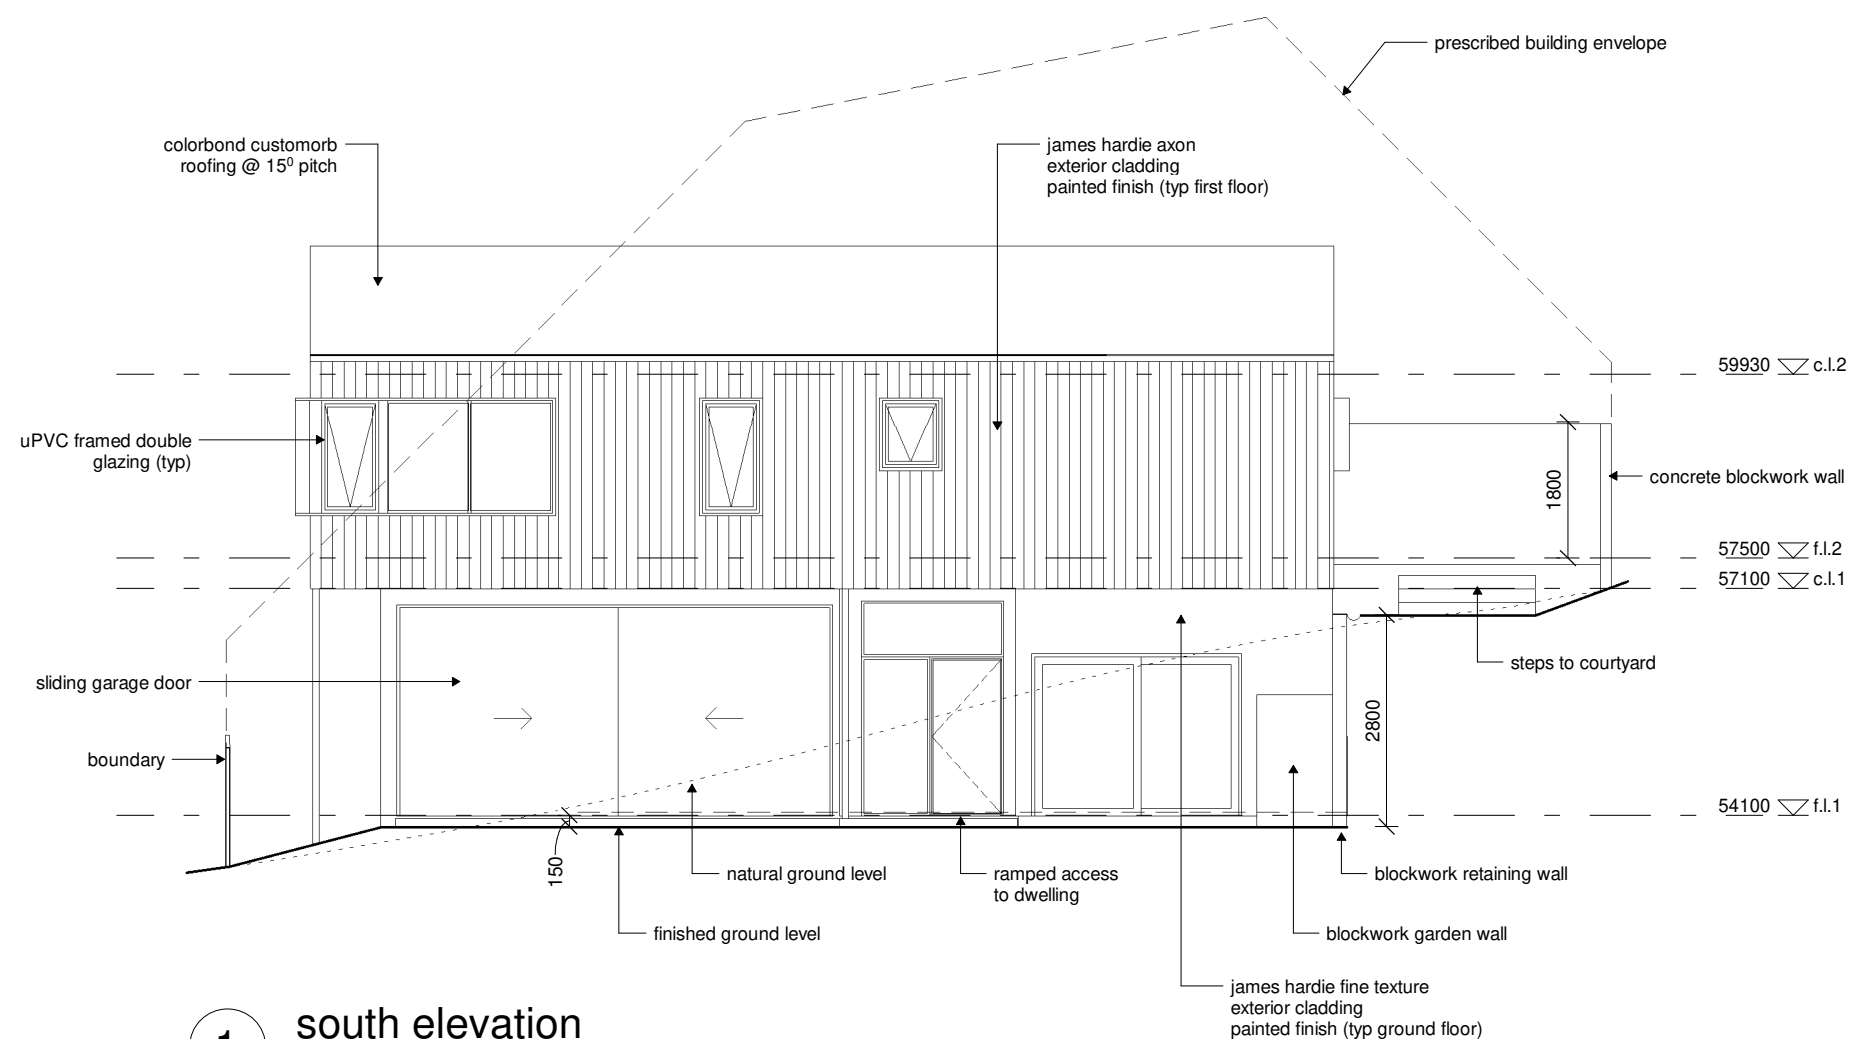 prescribed building envelope
colorbond customorb
roofing @ 15⁰ pitch
james hardie axon
exterior cladding
painted finish (typ first floor)
59930 c.l.2
uPVC framed double
glazing (typ)
1800
concrete blockwork wall
57500 f.l.2
57100 c.l.1
steps to courtyard
sliding garage door
2800
boundary
54100 f.l.1
150
natural ground level
ramped access
to dwelling
blockwork retaining wall
finished ground level
blockwork garden wall
james hardie fine texture
exterior cladding
painted finish (typ ground floor)
1
south elevation